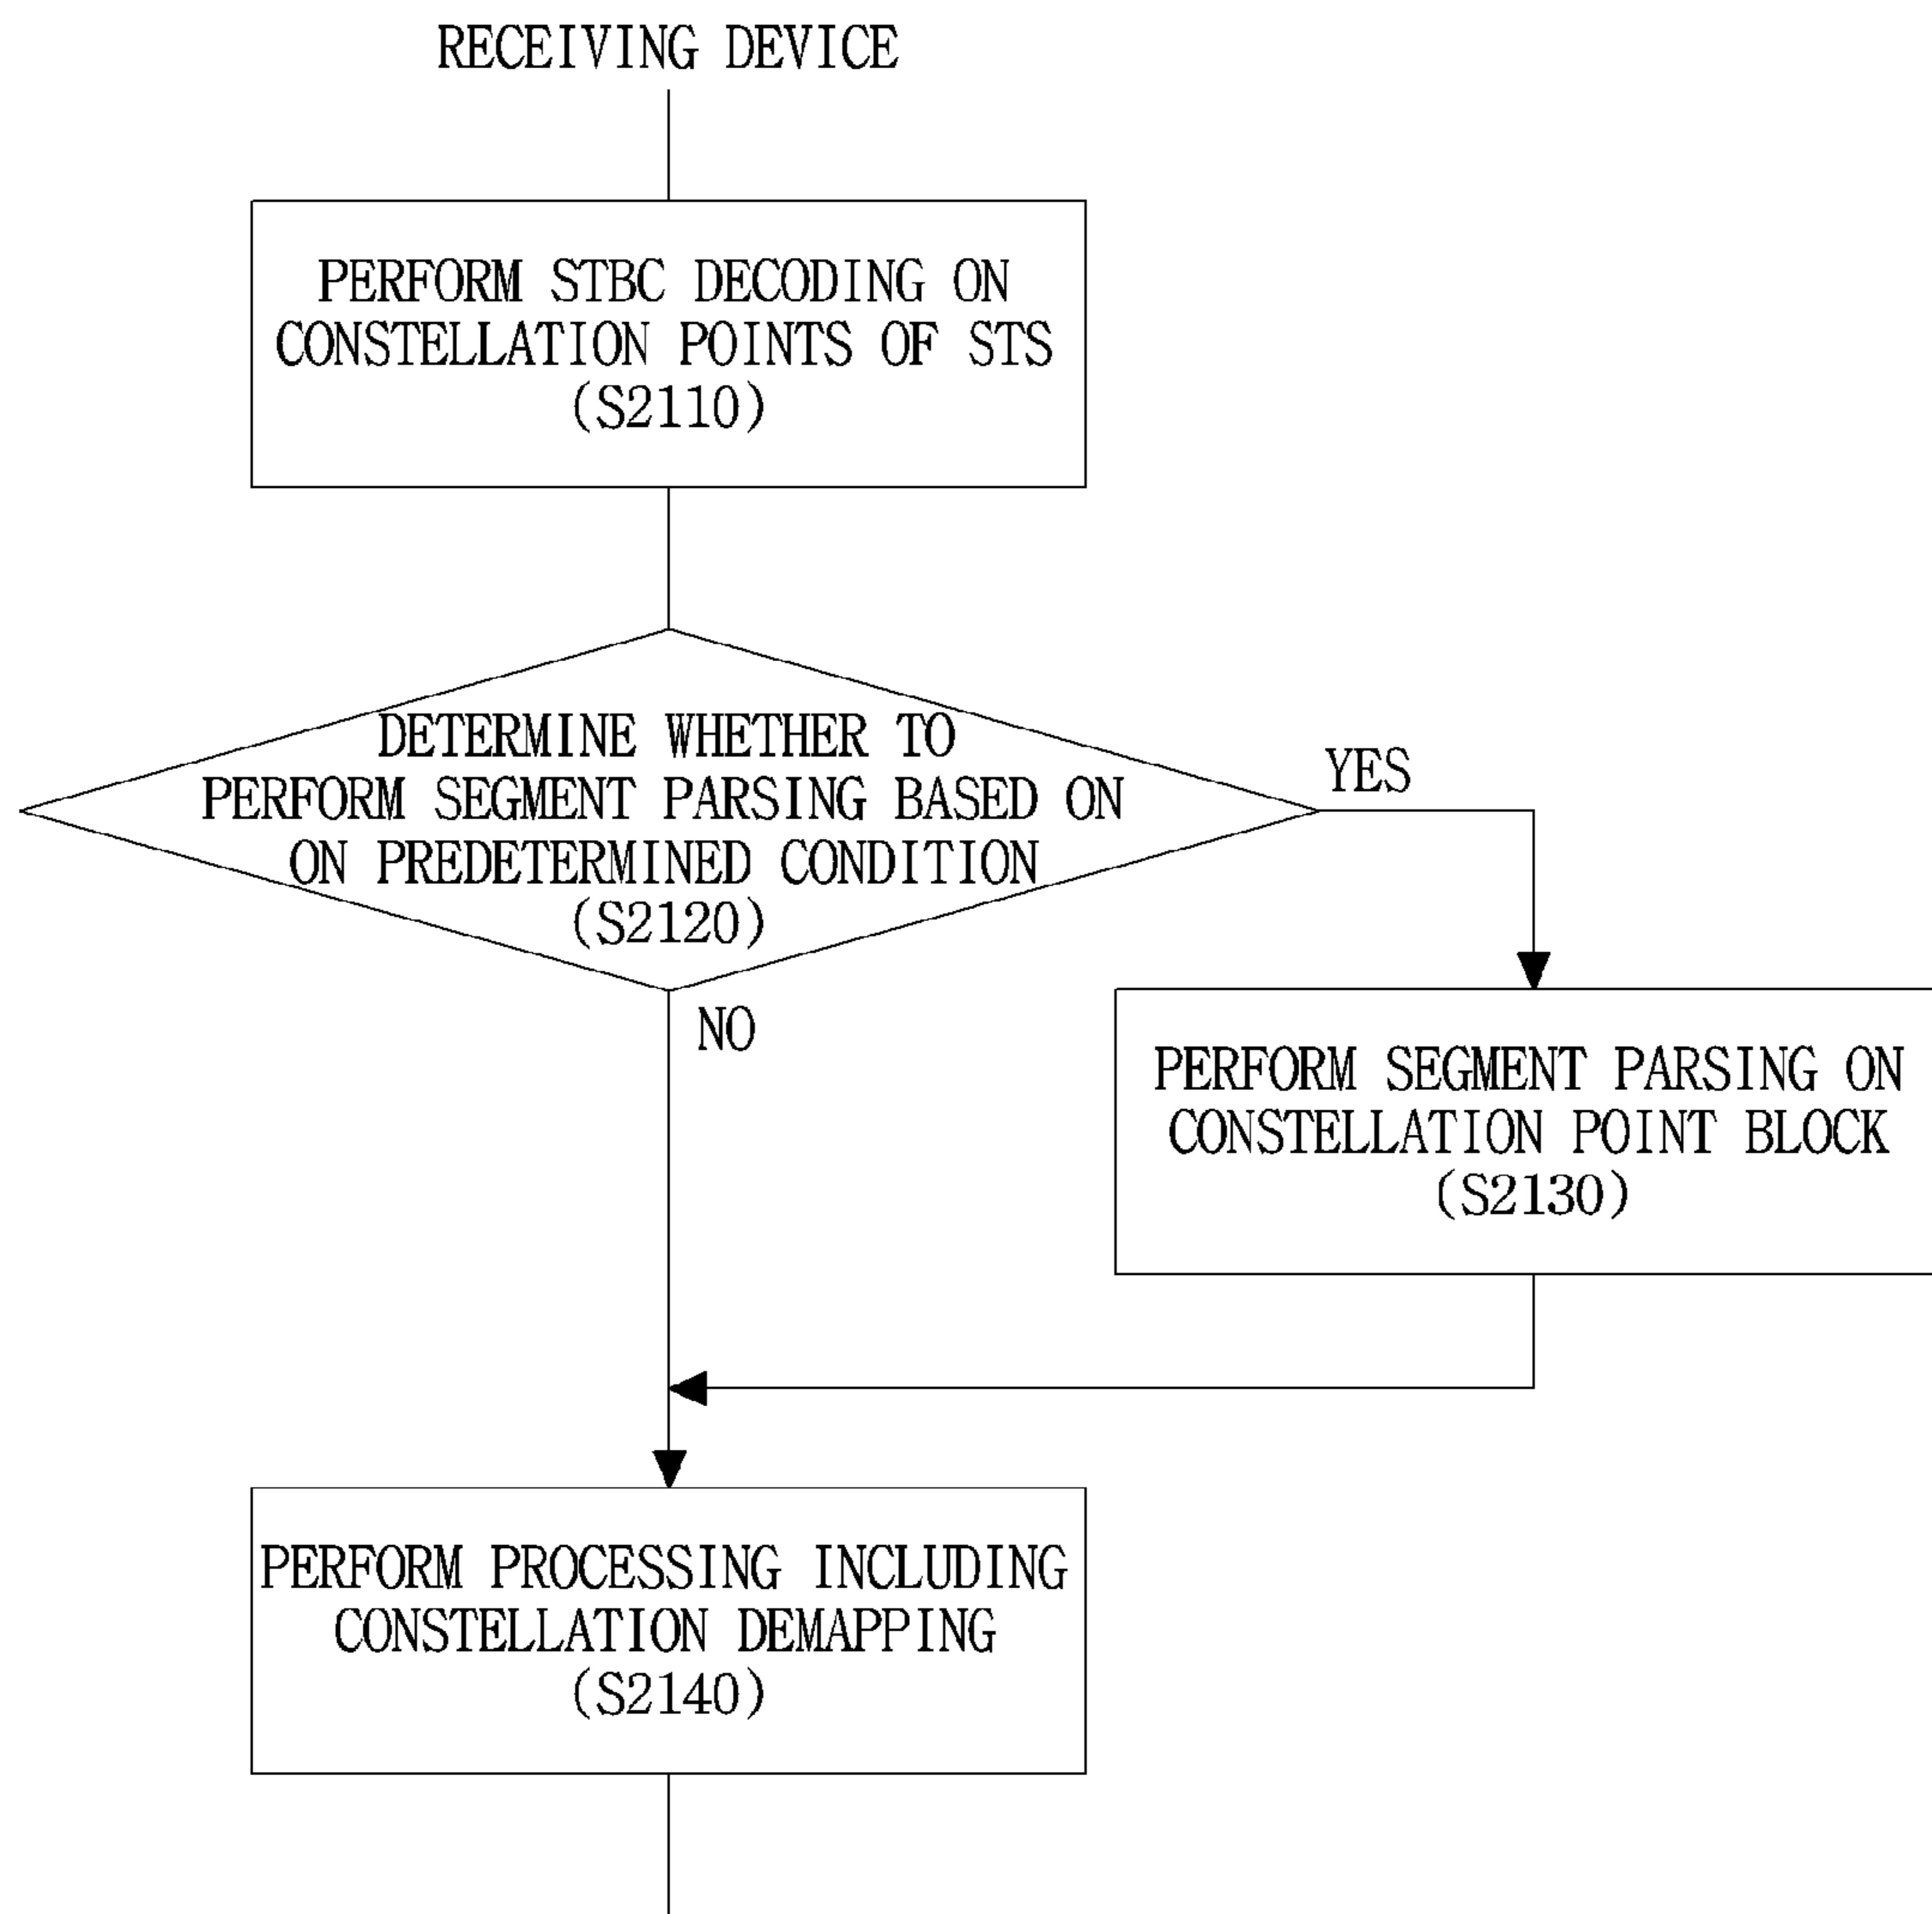 RECEIVING DEVICE
PERFORM STBC DECODING ON
CONSTELLATION POINTS OF STS
(S2110)
DETERMINE WHETHER TO
PERFORM SEGMENT PARSING BASED ON
ON PREDETERMINED CONDITION
(S2120)
YES
NO
PERFORM SEGMENT PARSING ON
CONSTELLATION POINT BLOCK
(S2130)
PERFORM PROCESSING INCLUDING
CONSTELLATION DEMAPPING
(S2140)